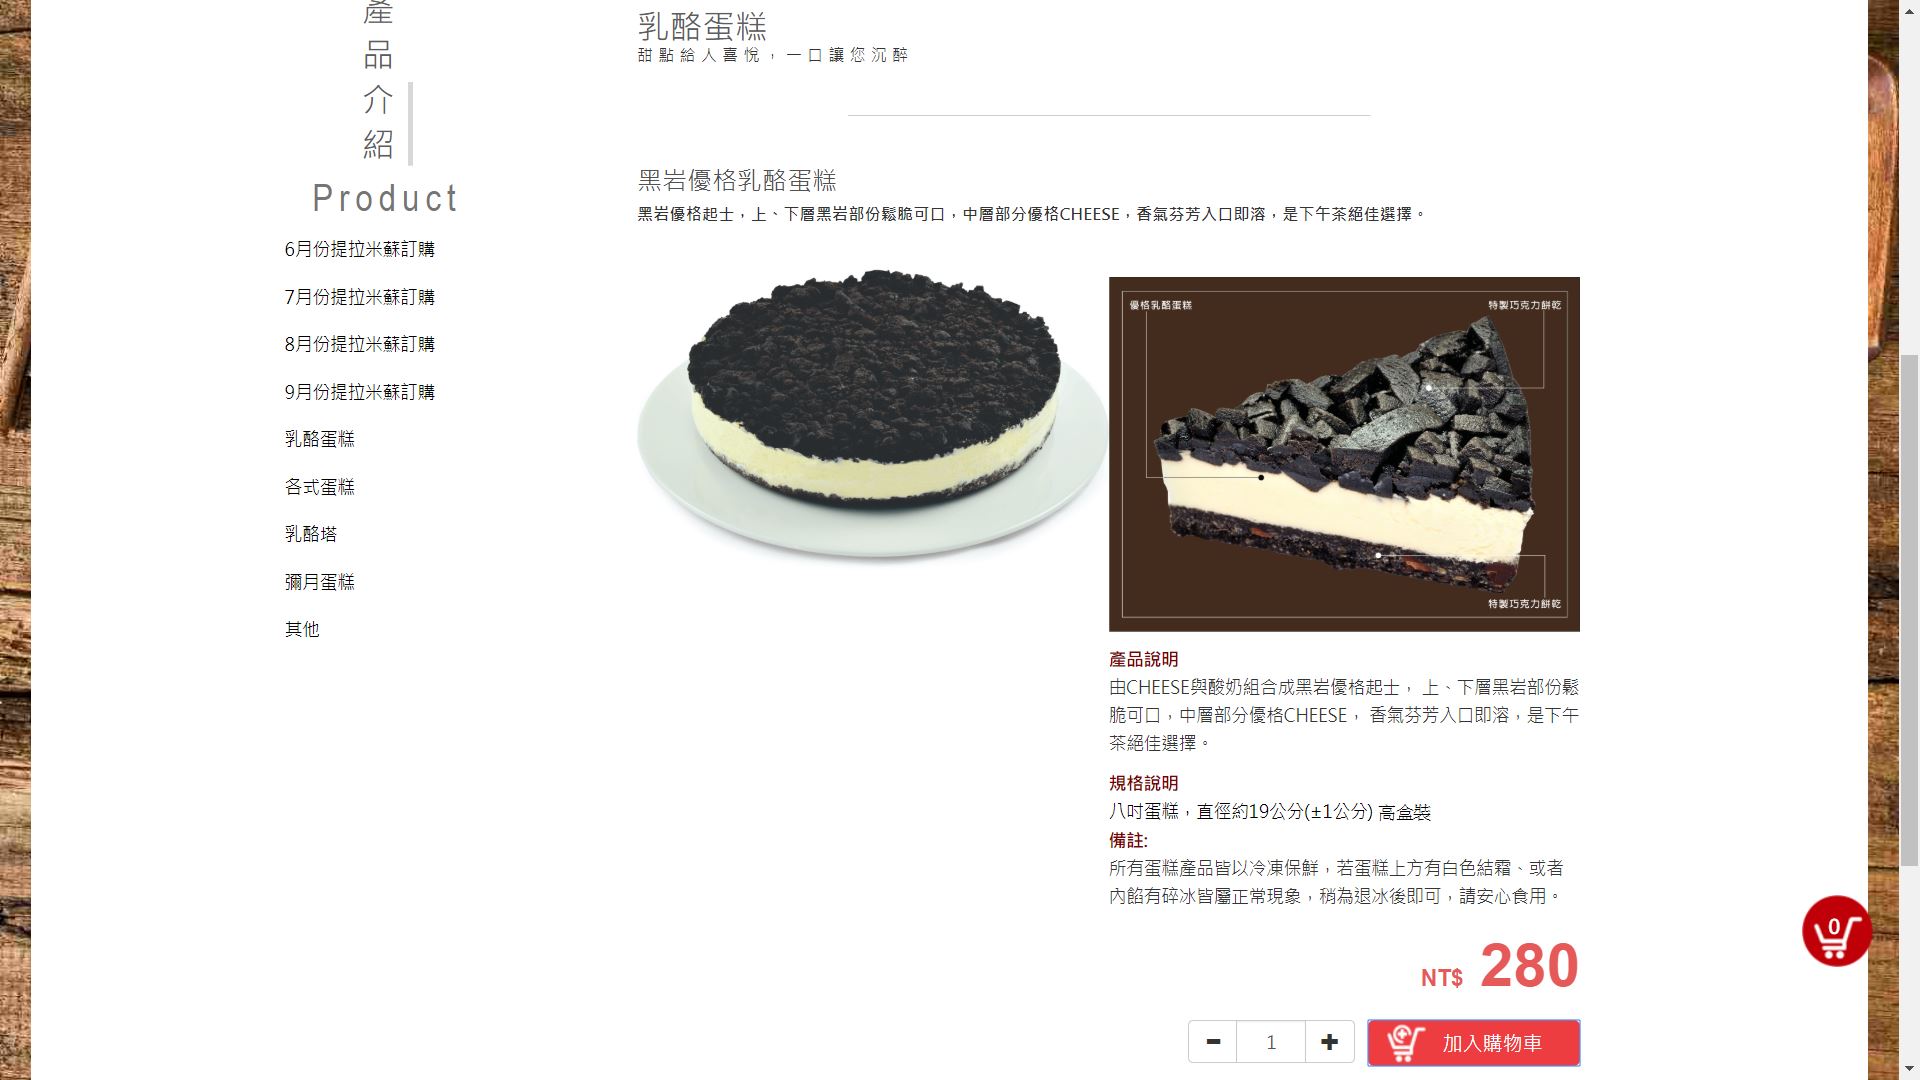 產
品
介
紹
Product
6月份提拉米蘇訂購
7月份提拉米蘇訂購
8月份提拉米蘇訂購
9月份提拉米蘇訂購
乳酪蛋糕
各式蛋糕
乳酪塔
彌月蛋糕
其他
乳酪蛋糕
甜點給人喜悅，一口讓您沉醉
黑岩優格乳酪蛋糕
黑岩優格起士，上、下層黑岩部份鬆脆可口，中層部分優格CHEESE，香氣芬芳入口即溶，是下午茶絕佳選擇。
優格乳酪蛋糕
特製巧克力餅乾
特製巧克力餅乾
產品說明
由CHEESE與酸奶組合成黑岩優格起士， 上、下層黑岩部份鬆
脆可口，中層部分優格CHEESE， 香氣芬芳入口即溶，是下午
茶絕佳選擇。
規格說明
八吋蛋糕，直徑約19公分(±1公分) 高盒裝
備註:
所有蛋糕產品皆以冷凍保鮮，若蛋糕上方有白色結霜、或者
內餡有碎冰皆屬正常現象，稍為退冰後即可，請安心食用。
0
NT$ 280
1
加入購物車